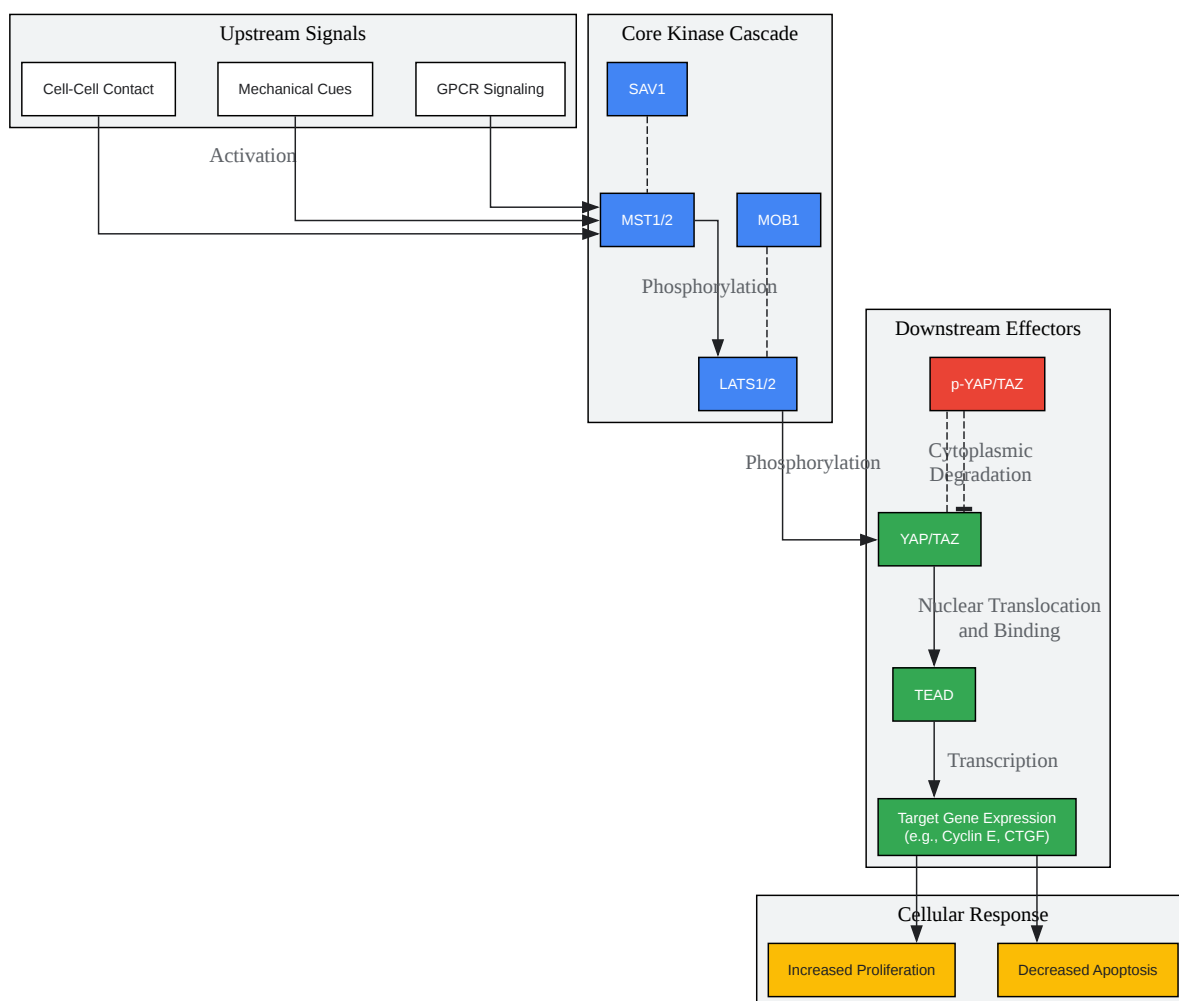 Upstream Signals
Core Kinase Cascade
Cell-Cell Contact
Mechanical Cues
GPCR Signaling
SAV1
Activation
MST1/2
MOB1
Phosphorylation
Downstream Effectors
LATS1/2
p-YAP/TAZ
Phosphorylation
Cytoplasmic
Degradation
YAP/TAZ
Nuclear Translocation
and Binding
TEAD
Transcription
Target Gene Expression
(e.g., Cyclin E, CTGF)
Cellular Response
Increased Proliferation
Decreased Apoptosis